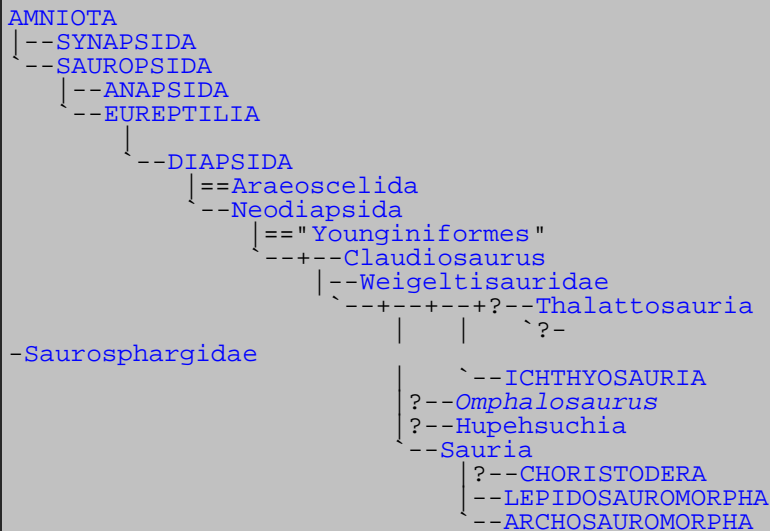 AMNIOTA
|--SYNAPSIDA
`--SAUROPSIDA
   |--ANAPSIDA
   `--EUREPTILIA
        |
        `--DIAPSIDA
             |==Araeoscelida
             `--Neodiapsida
                  |=="Younginiformes"
                  `--+--Claudiosaurus
                     |--Weigeltisauridae
                     `--+--+--+?--Thalattosauria
                        |  |  `?-
-Saurosphargidae
                        |  `--ICHTHYOSAURIA
                        |?--Omphalosaurus
                        |?--Hupehsuchia
                        `--Sauria
                             |?--CHORISTODERA
                             |--LEPIDOSAUROMORPHA
                             `--ARCHOSAUROMORPHA